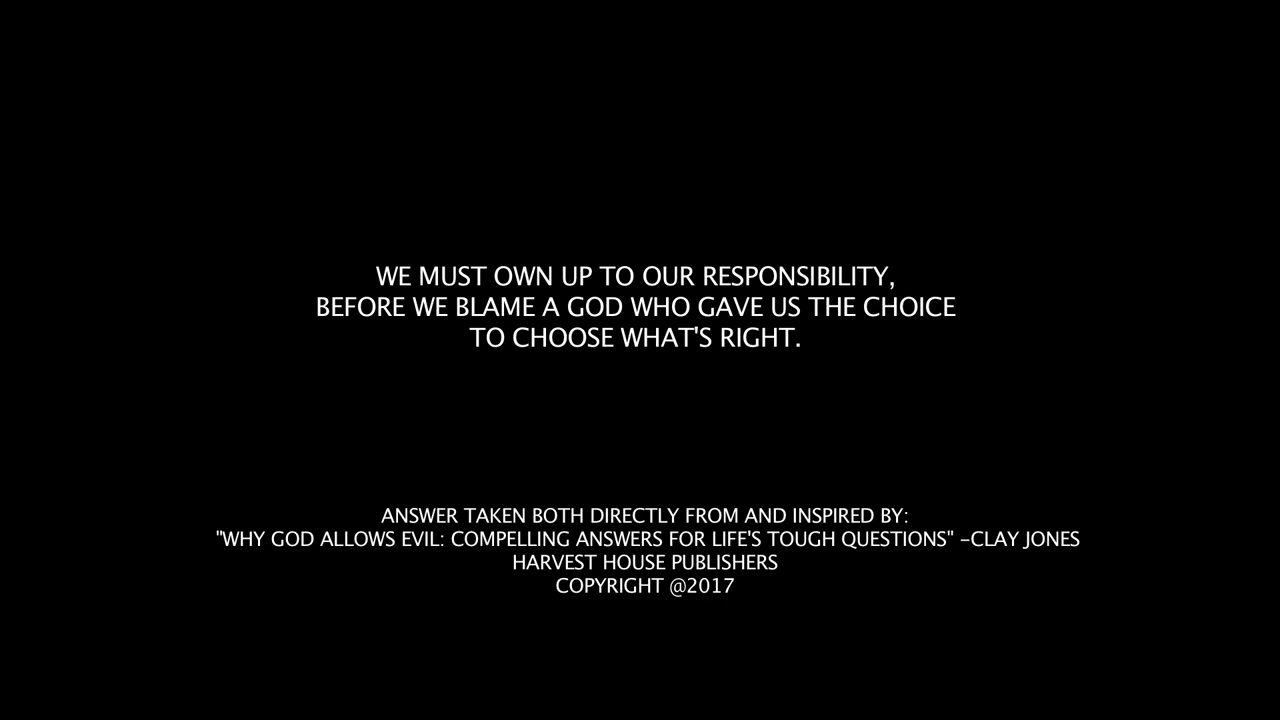 WE MUST OWN UP TO OUR RESPONSIBILITY,
BEFORE WE BLAME A GOD WHO GAVE US THE CHOICE
TO CHOOSE WHAT'S RIGHT.
ANSWER TAKEN BOTH DIRECTLY FROM AND INSPIRED BY:
"WHY GOD ALLOWS EVIL: COMPELLING ANSWERS FOR LIFE'S TOUGH QUESTIONS" -CLAY JONES
HARVEST HOUSE PUBLISHERS
COPYRIGHT @2017